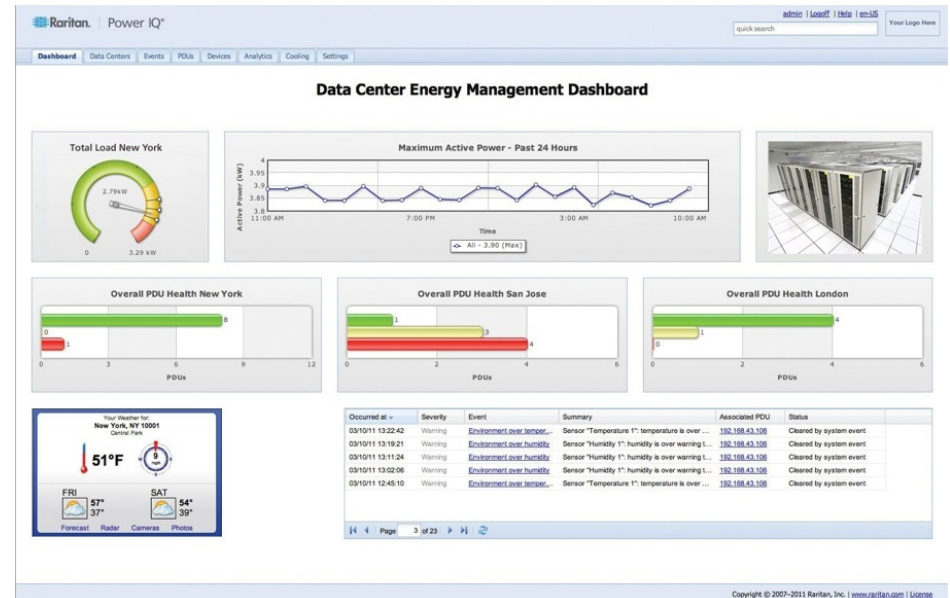 Raritan. | Power IQ®
admin | Logoff | Help | en-US
quick search
Your Logo Here
Dashboard Data Centers Events PDUs Devices Analytics Cooling Settings
Data Center Energy Management Dashboard
Total Load New York
2.79kW
0 3.29 kW
Maximum Active Power - Past 24 Hours
Active Power (kW)
4
3.95
3.9
3.85
3.8
11:00 AM 7:00 PM 3:00 AM 10:00 AM
Time
All - 3.90 (Max)
Overall PDU Health New York
8
0
1
0 3 6 9 12
PDUs
Overall PDU Health San Jose
1
3
4
0 2 4 6
PDUs
Overall PDU Health London
4
1
0
0 2 4 6
PDUs
Your Weather for:
New York, NY 10001
Central Park
51°F
9
mph
FRI 57° 37°
SAT 54° 39°
Forecast Radar Cameras Photos
Occurred at Severity Event Summary Associated PDU Status
03/10/11 13:22:42 Warning Environment over temper... Sensor "Temperature 1": temperature is over ... 192.168.43.106 Cleared by system event
03/10/11 13:19:21 Warning Environment over humidity Sensor "Humidity 1": humidity is over warning t... 192.168.43.106 Cleared by system event
03/10/11 13:11:24 Warning Environment over humidity Sensor "Humidity 1": humidity is over warning t... 192.168.43.106 Cleared by system event
03/10/11 13:02:06 Warning Environment over humidity Sensor "Humidity 1": humidity is over warning t... 192.168.43.106 Cleared by system event
03/10/11 12:45:10 Warning Environment over temper... Sensor "Temperature 1": temperature is over ... 192.168.43.106 Cleared by system event
Page 3 of 23
Copyright © 2007-2011 Raritan, Inc. | www.raritan.com | License